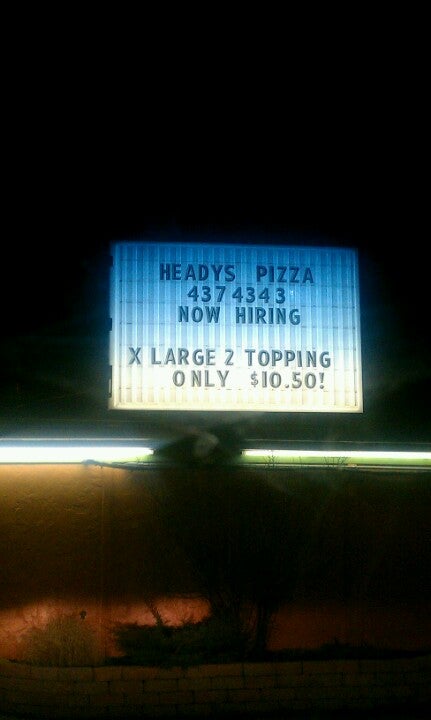 HEADYS PIZZA
4374343
NOW HIRING
X LARGE 2 TOPPING
ONLY $10.50!